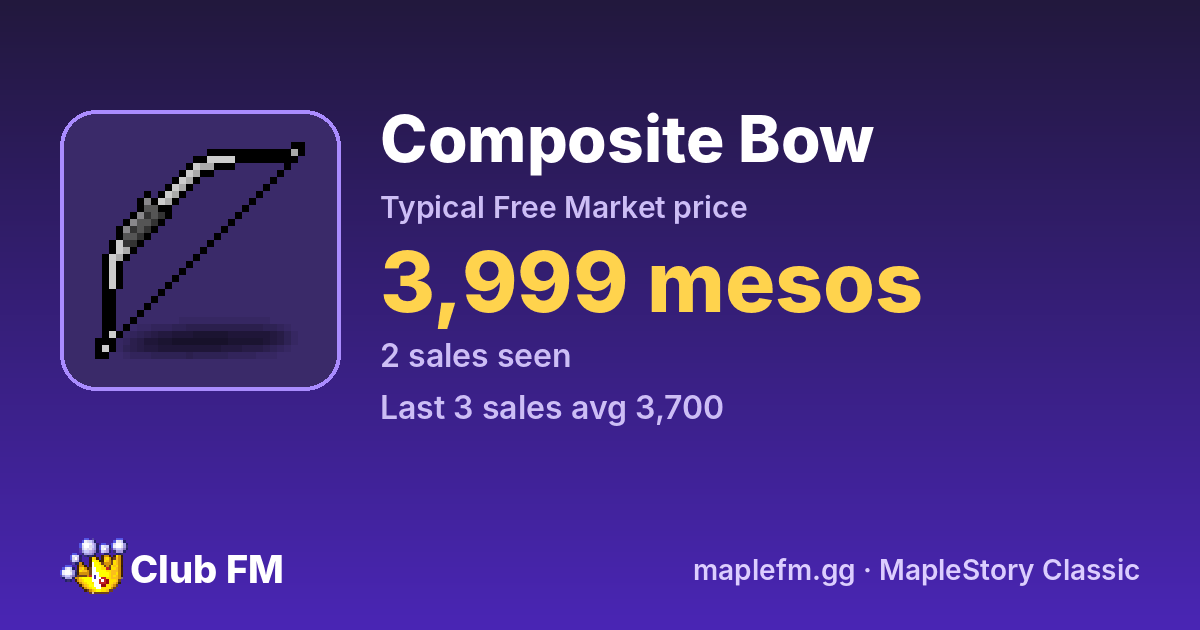 Composite Bow
Typical Free Market price
3,999 mesos
2 sales seen
Last 3 sales avg 3,700
Club FM
maplefm.gg · MapleStory Classic